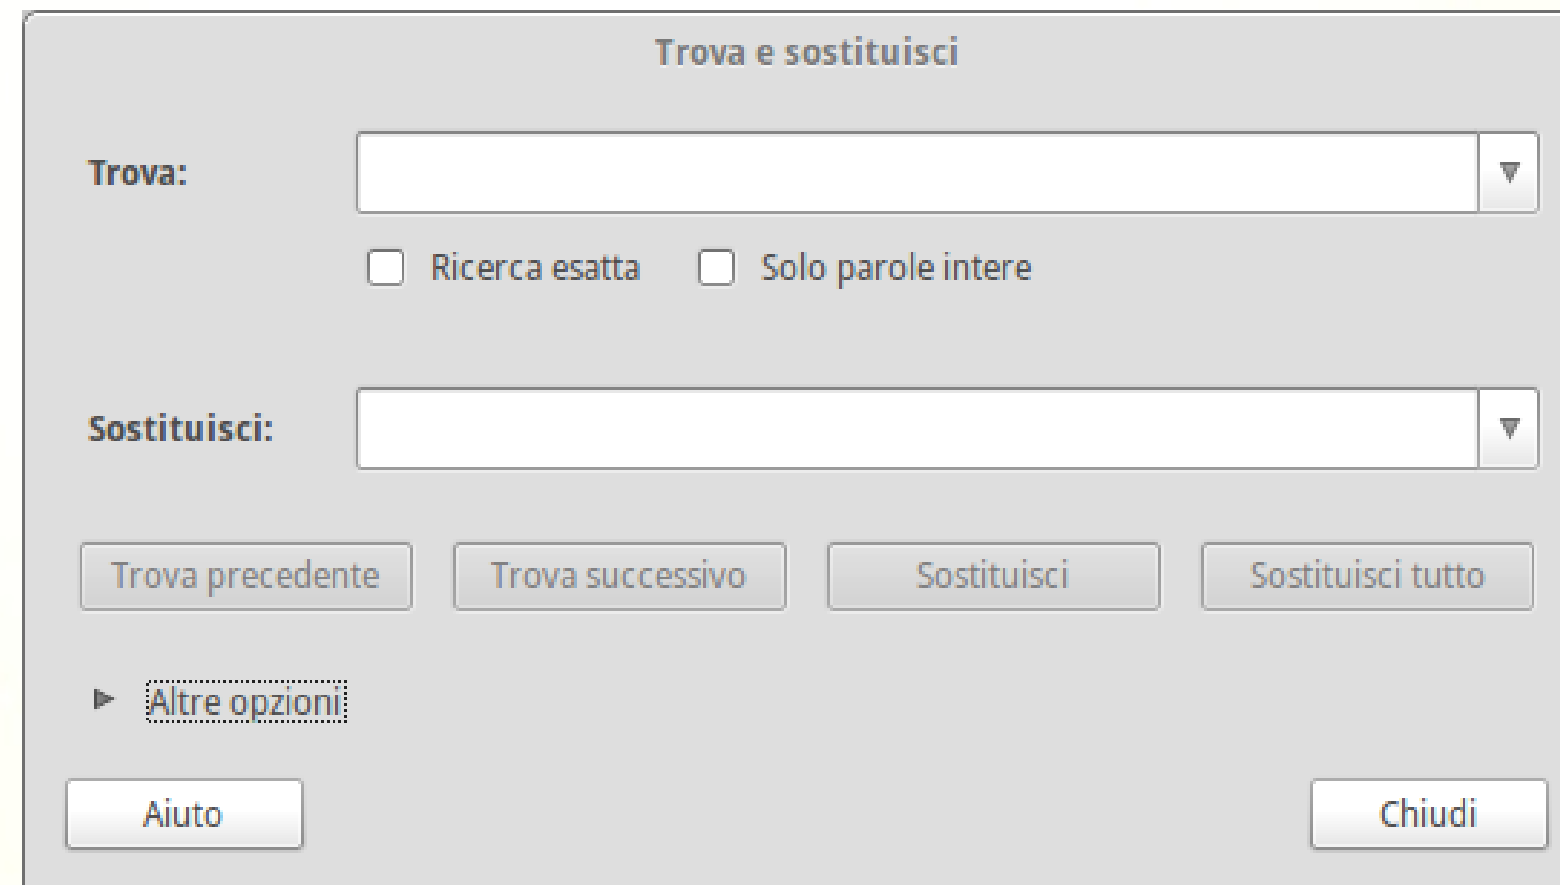 Trova e sostituisci
Trova:
Ricerca esatta Solo parole intere
Sostituisci:
Trova precedente Trova successivo Sostituisci Sostituisci tutto
Altre opzioni
Aiuto Chiudi